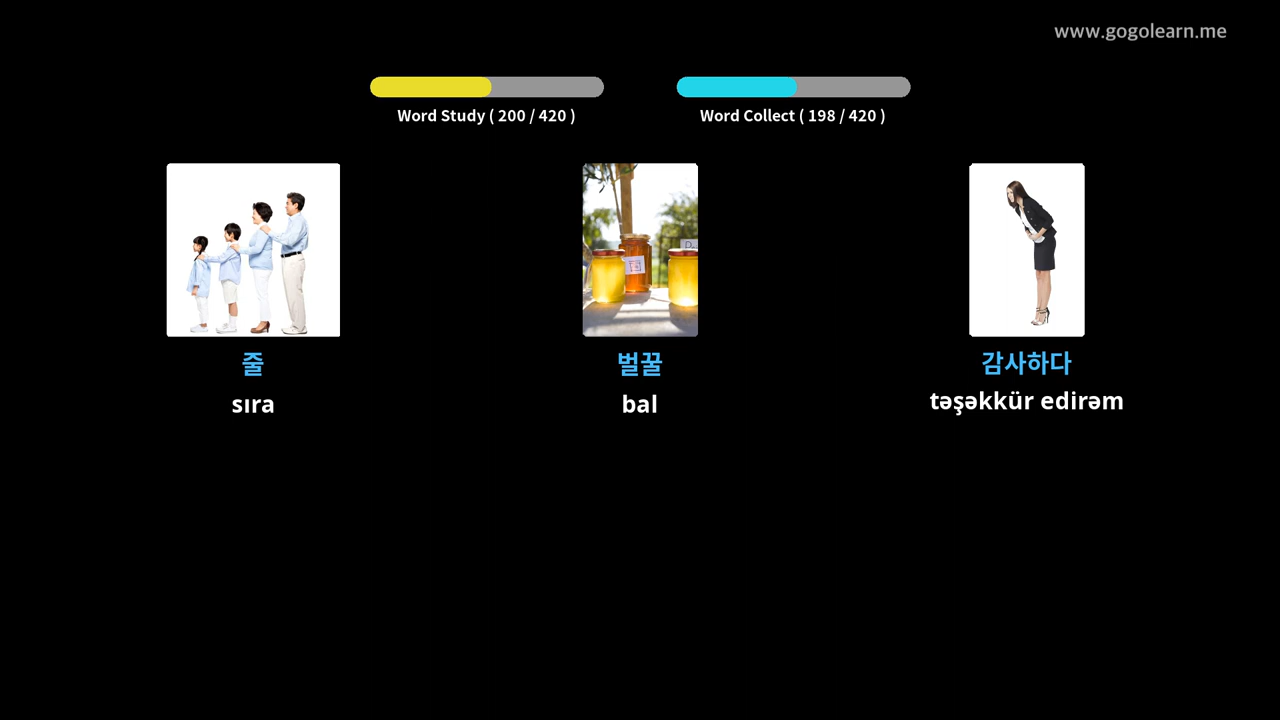 www.gogolearn.me
Word Study ( 200 / 420 )
Word Collect ( 198 / 420 )
줄
sıra
벌꿀
bal
감사하다
təşəkkür edirəm